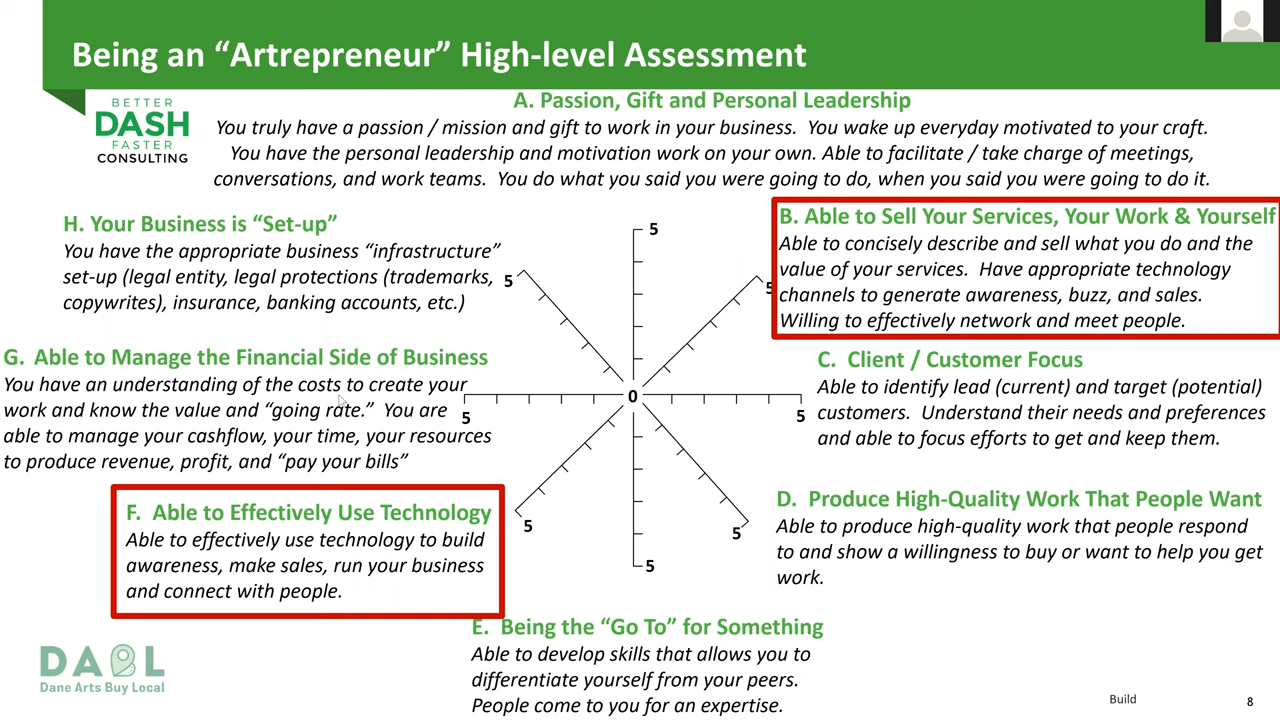 Being an “Artrepreneur” High-level Assessment
BETTER
DASH
FASTER
CONSULTING
A. Passion, Gift and Personal Leadership
You truly have a passion / mission and gift to work in your business.  You wake up everyday motivated to your craft.
You have the personal leadership and motivation work on your own. Able to facilitate / take charge of meetings,
conversations, and work teams.  You do what you said you were going to do, when you said you were going to do it.
H. Your Business is “Set-up”
You have the appropriate business “infrastructure”
set-up (legal entity, legal protections (trademarks,
copywrites), insurance, banking accounts, etc.)
5
5
5
B. Able to Sell Your Services, Your Work & Yourself
Able to concisely describe and sell what you do and the
value of your services.  Have appropriate technology
channels to generate awareness, buzz, and sales.
Willing to effectively network and meet people.
G.  Able to Manage the Financial Side of Business
You have an understanding of the costs to create your
work and know the value and “going rate.”  You are
able to manage your cashflow, your time, your resources
to produce revenue, profit, and “pay your bills”
5
0
5
C.  Client / Customer Focus
Able to identify lead (current) and target (potential)
customers.  Understand their needs and preferences
and able to focus efforts to get and keep them.
F.  Able to Effectively Use Technology
Able to effectively use technology to build
awareness, make sales, run your business
and connect with people.
5
5
5
D.  Produce High-Quality Work That People Want
Able to produce high-quality work that people respond
to and show a willingness to buy or want to help you get
work.
E.  Being the “Go To” for Something
Able to develop skills that allows you to
differentiate yourself from your peers.
People come to you for an expertise.
DABL
Dane Arts Buy Local
Build
8